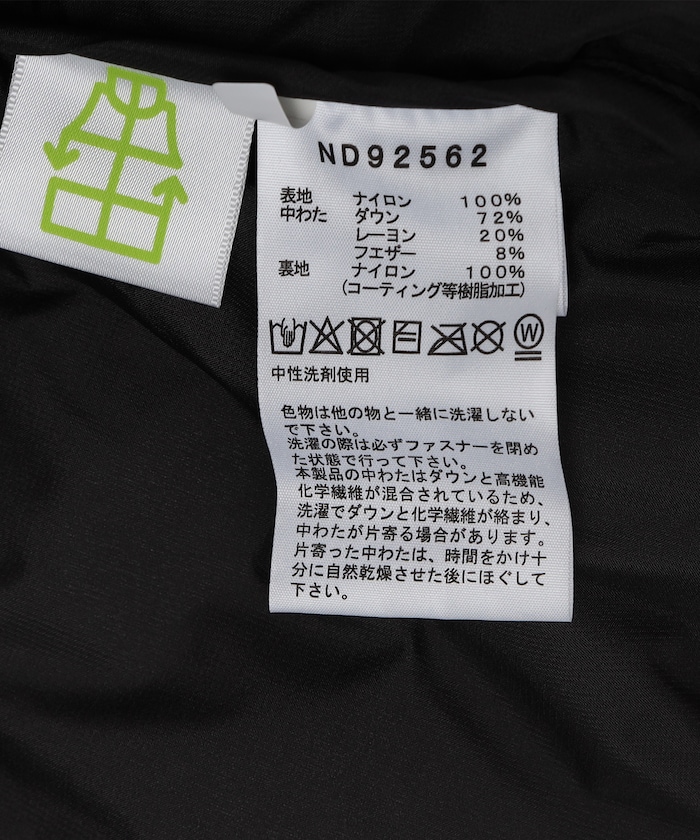 ND92562
表地 ナイロン 100%
中わた ダウン 72%
レーヨン 20%
フエザー 8%
裏地 ナイロン 100%
(コーティング等樹脂加工)
W
中性洗剤使用
色物は他の物と一緒に洗濯しない
で下さい。
洗濯の際は必ずファスナーを閉め
た状態で行って下さい。
本製品の中わたはダウンと高機能
化学繊維が混合されているため、
洗濯でダウンと化学繊維が絡まり、
中わたが片寄る場合があります。
片寄った中わたは、時間をかけ十
分に自然乾燥させた後にほぐして
下さい。